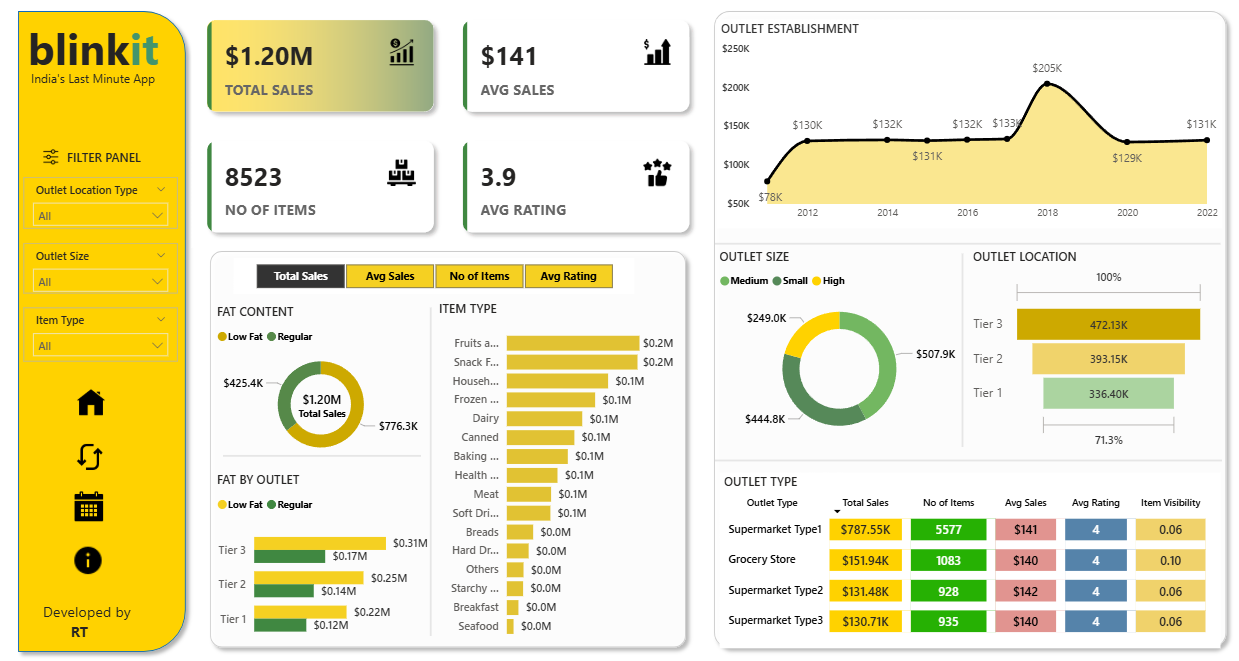 blinkit
India's Last Minute App
FILTER PANEL
Outlet Location Type
All
Outlet Size
All
Item Type
All
Developed by
RT
$1.20M
TOTAL SALES
$141
AVG SALES
8523
NO OF ITEMS
3.9
AVG RATING
Total Sales Avg Sales No of Items Avg Rating
FAT CONTENT
Low Fat Regular
$425.4K
$1.20M
Total Sales
$776.3K
FAT BY OUTLET
Low Fat Regular
Tier 3 $0.31M
$0.17M
Tier 2 $0.25M
$0.14M
Tier 1 $0.22M
$0.12M
ITEM TYPE
Fruits a... $0.2M
Snack F... $0.2M
Househ... $0.1M
Frozen ... $0.1M
Dairy $0.1M
Canned $0.1M
Baking ... $0.1M
Health ... $0.1M
Meat $0.1M
Soft Dri... $0.1M
Breads $0.0M
Hard Dr... $0.0M
Others $0.0M
Starchy ... $0.0M
Breakfast $0.0M
Seafood $0.0M
OUTLET ESTABLISHMENT
$250K
$200K
$150K
$100K
$50K
$78K
$130K
$132K
$131K
$132K
$133K
$205K
$129K
$131K
2012 2014 2016 2018 2020 2022
OUTLET SIZE
Medium Small High
$249.0K
$507.9K
$444.8K
OUTLET LOCATION
100%
Tier 3 472.13K
Tier 2 393.15K
Tier 1 336.40K
71.3%
OUTLET TYPE
Outlet Type Total Sales No of Items Avg Sales Avg Rating Item Visibility
Supermarket Type1 $787.55K 5577 $141 4 0.06
Grocery Store $151.94K 1083 $140 4 0.10
Supermarket Type2 $131.48K 928 $142 4 0.06
Supermarket Type3 $130.71K 935 $140 4 0.06